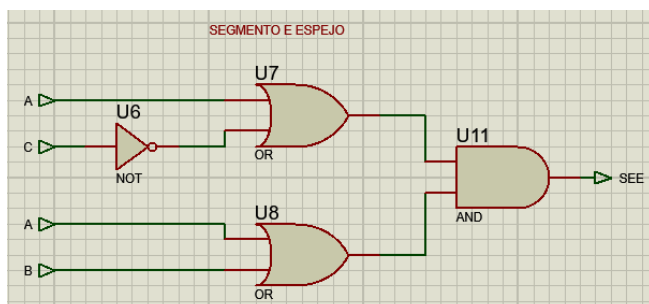 SEGMENTO E ESPEJO
U7
A
U6
C
NOT
OR
U11
SEE
AND
A
U8
B
OR